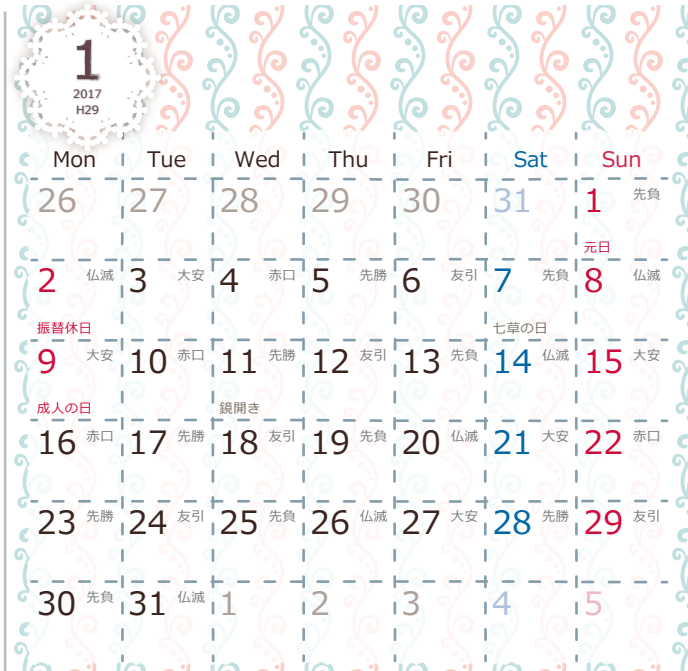 1
2017
H29
Mon Tue Wed Thu Fri Sat Sun
26 27 28 29 30 31 1 先負
元日
2 仏滅 3 大安 4 赤口 5 先勝 6 友引 7 先負 8 仏滅
振替休日 七草の日
9 大安 10 赤口 11 先勝 12 友引 13 先負 14 仏滅 15 大安
成人の日 鏡開き
16 赤口 17 先勝 18 友引 19 先負 20 仏滅 21 大安 22 赤口
23 先勝 24 友引 25 先負 26 仏滅 27 大安 28 先勝 29 友引
30 先負 31 仏滅 1 2 3 4 5